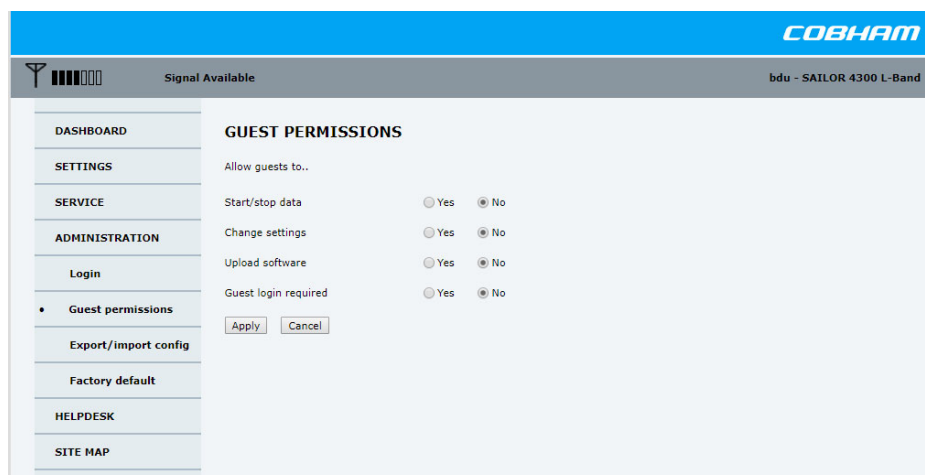 COBHAM
Signal Available
bdu - SAILOR 4300 L-Band
DASHBOARD
SETTINGS
SERVICE
ADMINISTRATION
Login
Guest permissions
Export/import config
Factory default
HELPDESK
SITE MAP
GUEST PERMISSIONS
Allow guests to..
Start/stop data Yes No
Change settings Yes No
Upload software Yes No
Guest login required Yes No
Apply Cancel